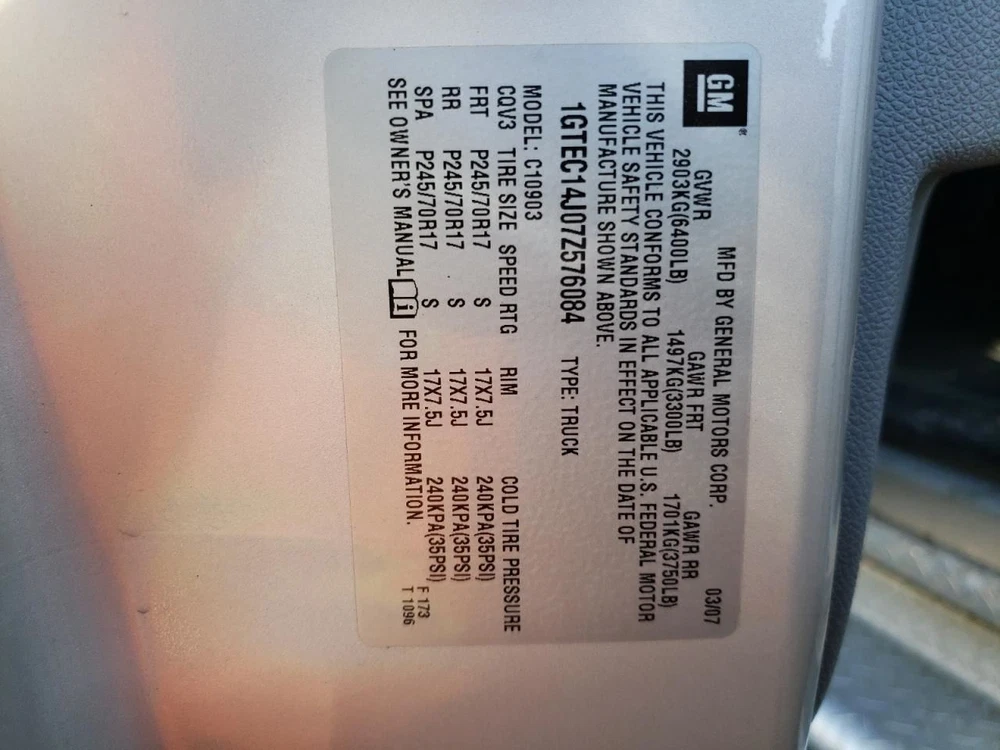 GM®
MFD BY GENERAL MOTORS CORP. 03/07
GVWR GAWR FRT GAWR RR
2903KG(6400LB) 1497KG(3300LB) 1701KG(3750LB)
THIS VEHICLE CONFORMS TO ALL APPLICABLE U.S. FEDERAL MOTOR
VEHICLE SAFETY STANDARDS IN EFFECT ON THE DATE OF
MANUFACTURE SHOWN ABOVE.
1GTEC14J07Z576084 TYPE: TRUCK
MODEL: C10903
CQV3 TIRE SIZE SPEED RTG RIM COLD TIRE PRESSURE
FRT P245/70R17 S 17X7.5J 240KPA(35PSI)
RR P245/70R17 S 17X7.5J 240KPA(35PSI)
SPA P245/70R17 S 17X7.5J 240KPA(35PSI) F 173
SEE OWNER'S MANUAL i FOR MORE INFORMATION. T 1096